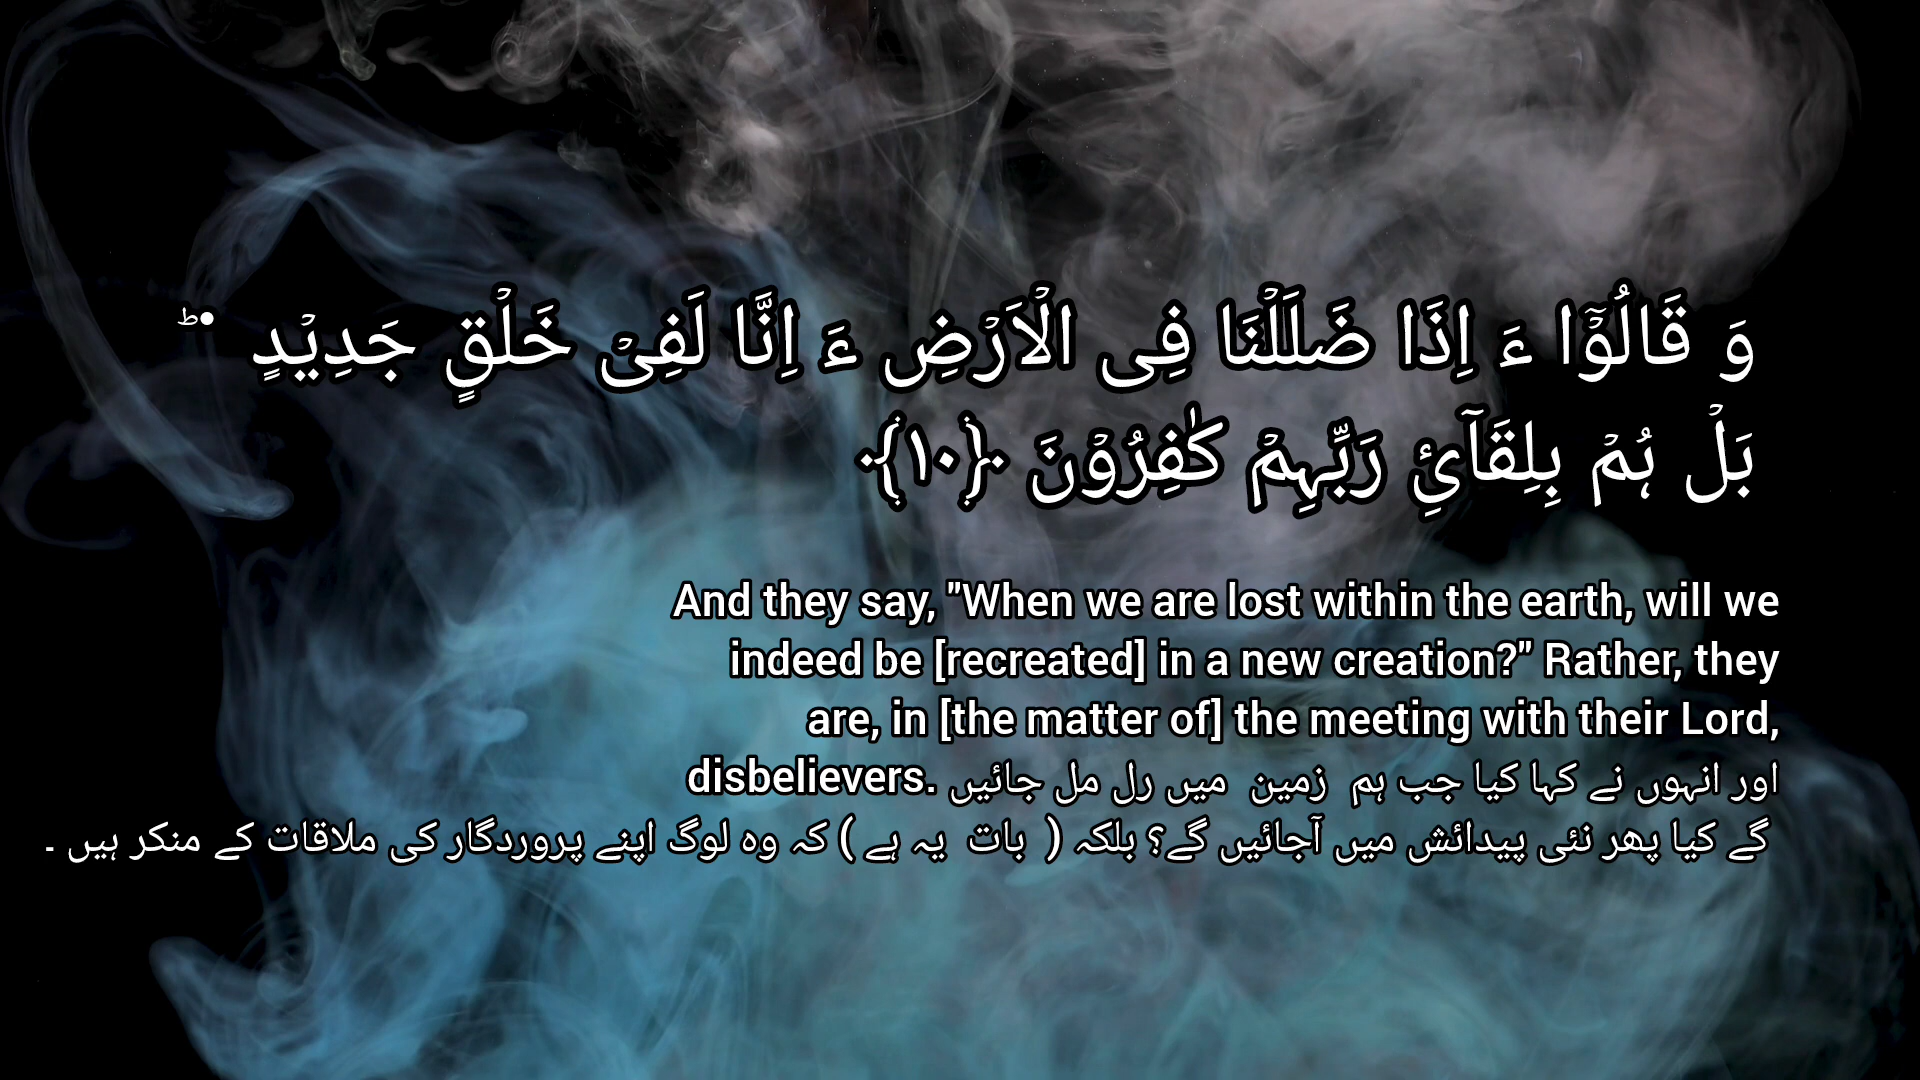 وَ قَالُوۡۤا ءَ اِذَا ضَلَلۡنَا فِی الۡاَرۡضِ ءَ اِنَّا لَفِیۡ خَلۡقٍ جَدِیۡدٍ ۬ؕ
بَلۡ ہُمۡ بِلِقَآیِٔ رَبِّہِمۡ کٰفِرُوۡنَ ﴿۱۰﴾
And they say, "When we are lost within the earth, will we
indeed be [recreated] in a new creation?" Rather, they
are, in [the matter of] the meeting with their Lord,
disbelievers. اور انہوں نے کہا کیا جب ہم زمین میں رل مل جائیں
گے کیا پھر نئی پیدائش میں آجائیں گے؟ بلکہ ( بات یہ ہے ) کہ وہ لوگ اپنے پروردگار کی ملاقات کے منکر ہیں ۔